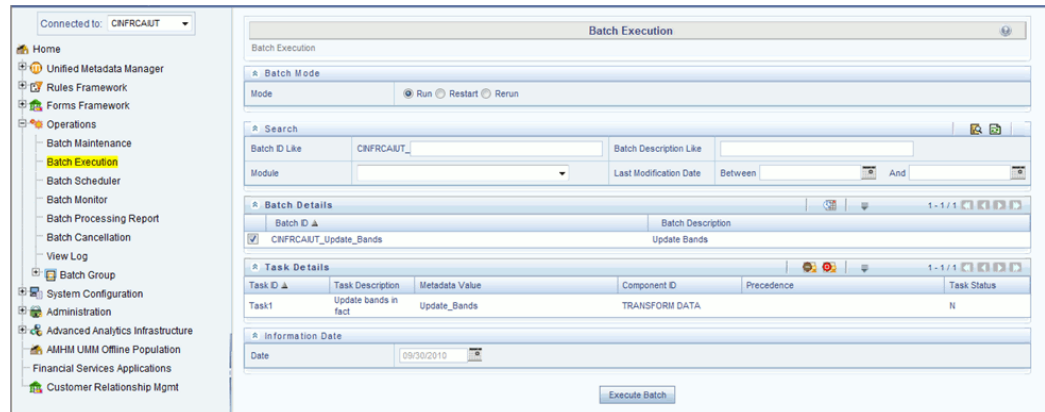 Connected to: CINFRCAIUT
Home
Unified Metadata Manager
Rules Framework
Forms Framework
Operations
Batch Maintenance
Batch Execution
Batch Scheduler
Batch Monitor
Batch Processing Report
Batch Cancellation
View Log
Batch Group
System Configuration
Administration
Advanced Analytics Infrastructure
AMHM UMM Offline Population
Financial Services Applications
Customer Relationship Mgmt
Batch Execution
Batch Execution
Batch Mode
Mode Run Restart Rerun
Search
Batch ID Like CINFRCAIUT_ Batch Description Like
Module Last Modification Date Between And
Batch Details 1-1/1
Batch ID Batch Description
CINFRCAIUT_Update_Bands Update Bands
Task Details 1-1/1
Task ID Task Description Metadata Value Component ID Precedence Task Status
Task1 Update bands in fact Update_Bands TRANSFORM DATA N
Information Date
Date 09/30/2010
Execute Batch